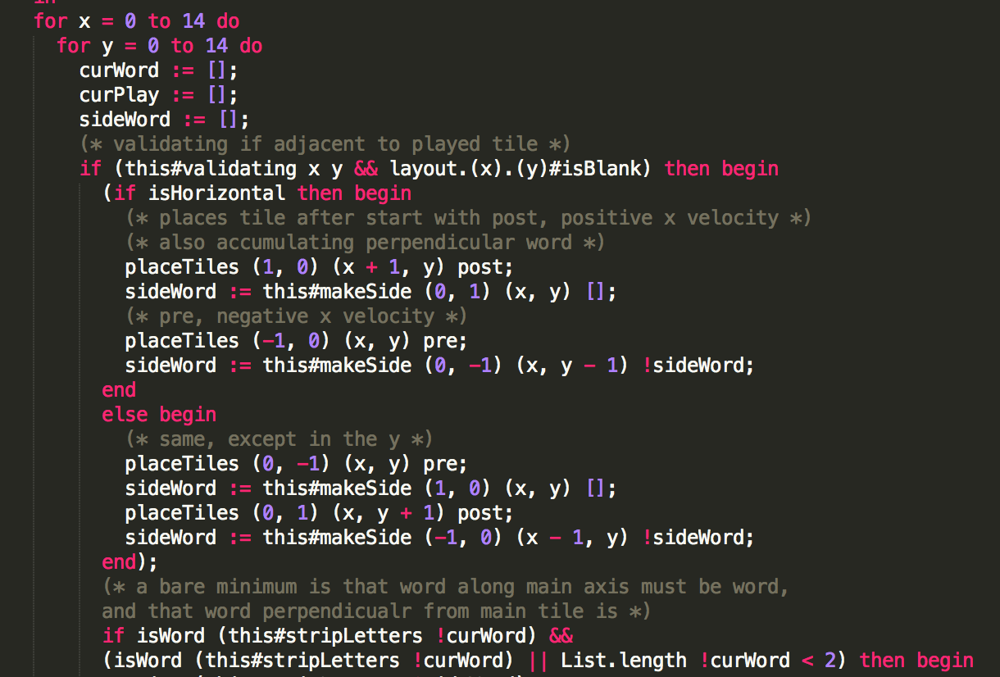 in
for x = 0 to 14 do
for y = 0 to 14 do
curWord := [];
curPlay := [];
sideWord := [];
(* validating if adjacent to played tile *)
if (this#validating x y && layout.(x).(y)#isBlank) then begin
(if isHorizontal then begin
(* places tile after start with post, positive x velocity *)
(* also accumulating perpendicular word *)
placeTiles (1, 0) (x + 1, y) post;
sideWord := this#makeSide (0, 1) (x, y) [];
(* pre, negative x velocity *)
placeTiles (-1, 0) (x, y) pre;
sideWord := this#makeSide (0, -1) (x, y - 1) !sideWord;
end
else begin
(* same, except in the y *)
placeTiles (0, -1) (x, y) pre;
sideWord := this#makeSide (1, 0) (x, y) [];
placeTiles (0, 1) (x, y + 1) post;
sideWord := this#makeSide (-1, 0) (x - 1, y) !sideWord;
end);
(* a bare minimum is that word along main axis must be word,
and that word perpendicualr from main tile is *)
if isWord (this#stripLetters !curWord) &&
(isWord (this#stripLetters !curWord) || List.length !curWord < 2) then begin